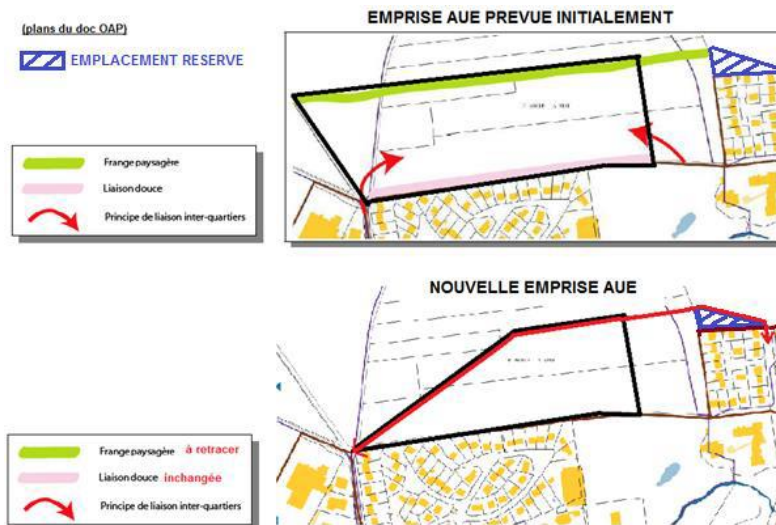 (plans du doc OAP)
EMPLACEMENT RESERVE
EMPRISE AUE PREVUE INITIALEMENT
Frange paysagère
Liaison douce
Principe de liaison inter-quartiers
NOUVELLE EMPRISE AUE
Frange paysagère à retracer
Liaison douce inchangée
Principe de liaison inter-quartiers